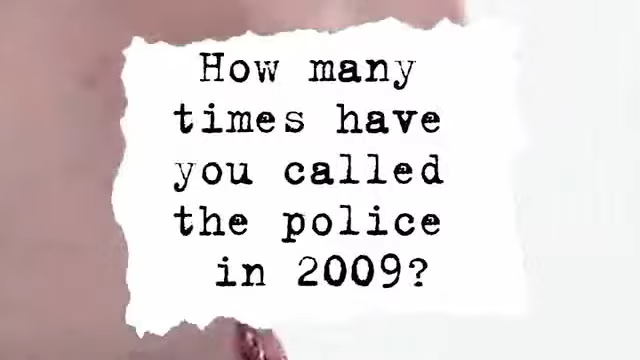 How many
times have
you called
the police
in 2009?